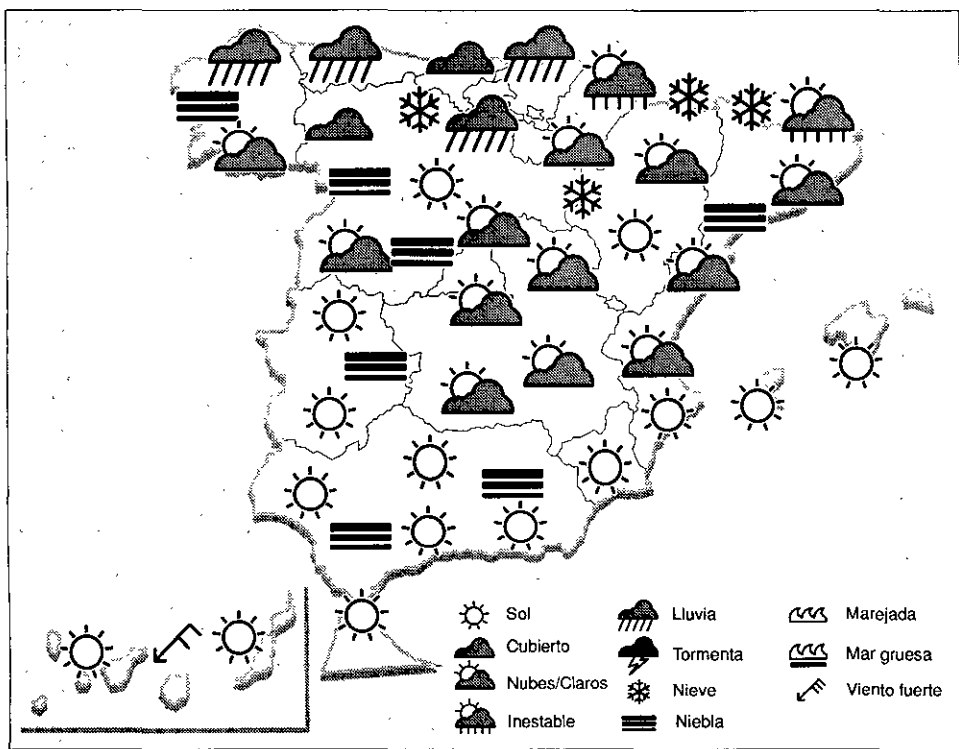 Sol
Cubierto
Nubes/Claros
Inestable
Lluvia
Tormenta
Nieve
Niebla
Marejada
Mar gruesa
Viento fuerte